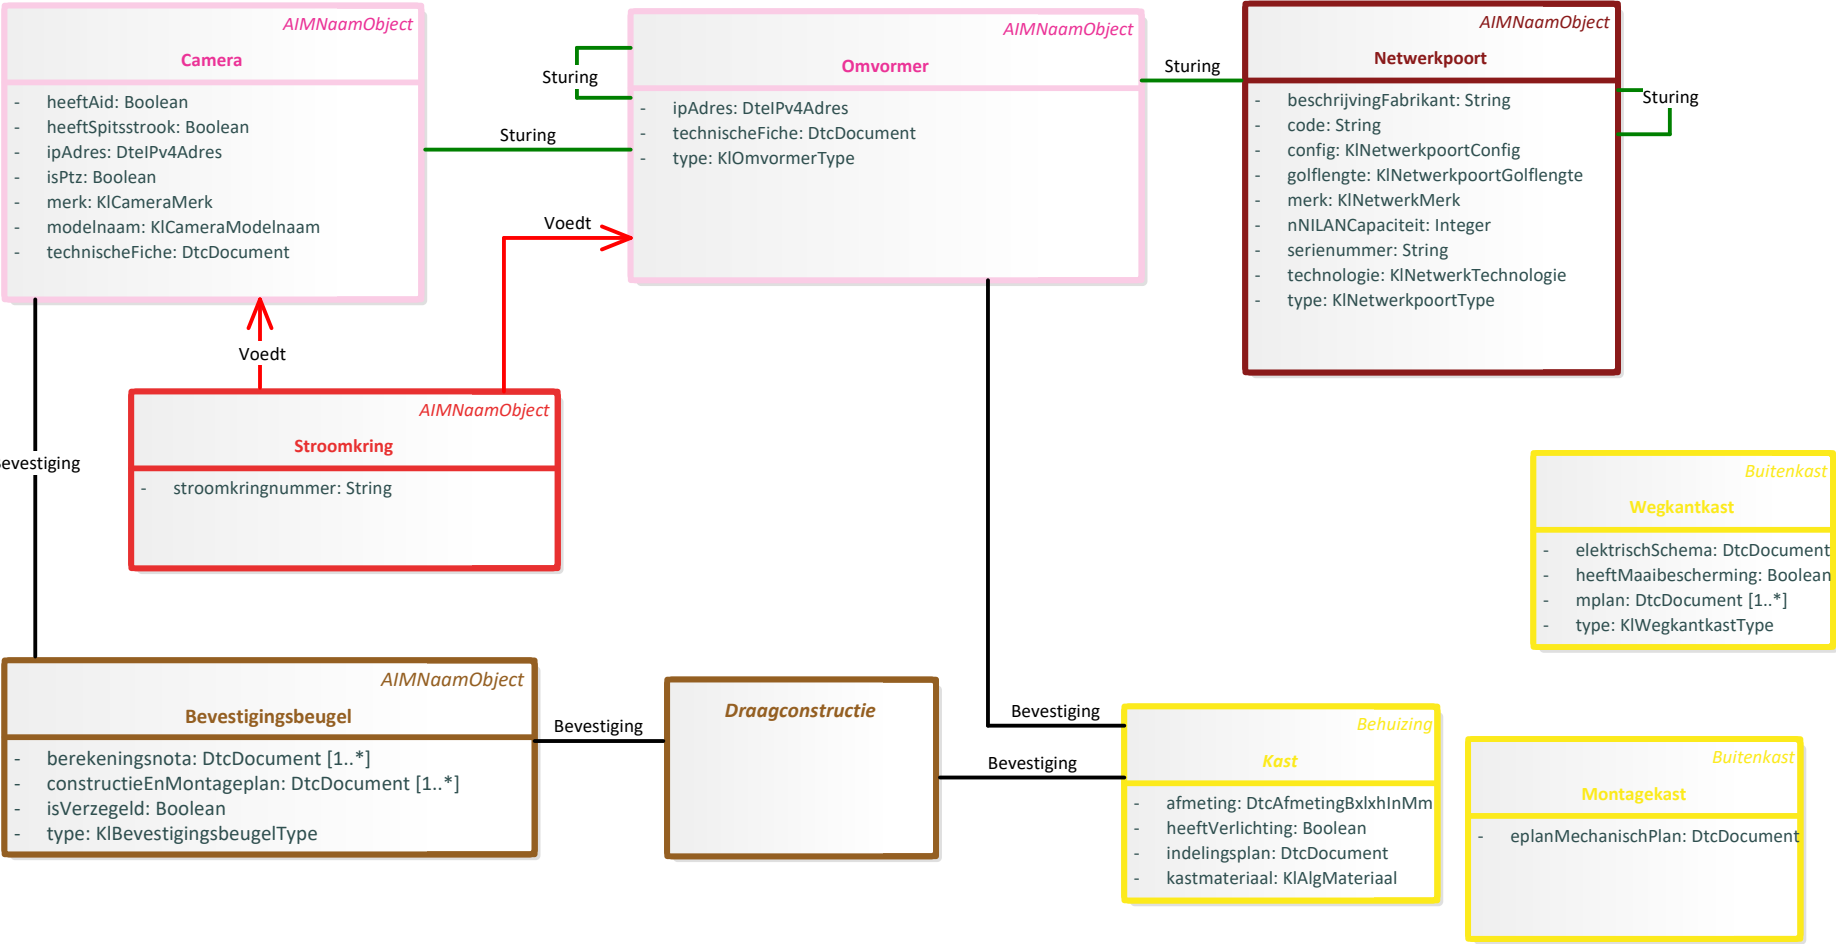 AIMNaamObject
Camera
- heeftAid: Boolean
- heeftSpitsstrook: Boolean
- ipAdres: DteIPv4Adres
- isPtz: Boolean
- merk: KlCameraMerk
- modelnaam: KlCameraModelnaam
- technischeFiche: DtcDocument
Sturing
Sturing
AIMNaamObject
Omvormer
- ipAdres: DteIPv4Adres
- technischeFiche: DtcDocument
- type: KlOmvormerType
Sturing
AIMNaamObject
Netwerkpoort
- beschrijvingFabrikant: String
- code: String
- config: KlNetwerkpoortConfig
- golflengte: KlNetwerkpoortGolflengte
- merk: KlNetwerkMerk
- nNILANCapaciteit: Integer
- serienummer: String
- technologie: KlNetwerkTechnologie
- type: KlNetwerkpoortType
Sturing
Voedt
Voedt
AIMNaamObject
Stroomkring
- stroomkringnummer: String
evestiging
Buitenkast
Wegkantkast
- elektrischSchema: DtcDocument
- heeftMaaibescherming: Boolean
- mplan: DtcDocument [1..*]
- type: KlWegkantkastType
AIMNaamObject
Bevestigingsbeugel
- berekeningsnota: DtcDocument [1..*]
- constructieEnMontageplan: DtcDocument [1..*]
- isVerzegeld: Boolean
- type: KlBevestigingsbeugelType
Bevestiging
Draagconstructie
Bevestiging
Bevestiging
Behuizing
Kast
- afmeting: DtcAfmetingBxlxhInMm
- heeftVerlichting: Boolean
- indelingsplan: DtcDocument
- kastmateriaal: KlAlgMateriaal
Buitenkast
Montagekast
- eplanMechanischPlan: DtcDocument